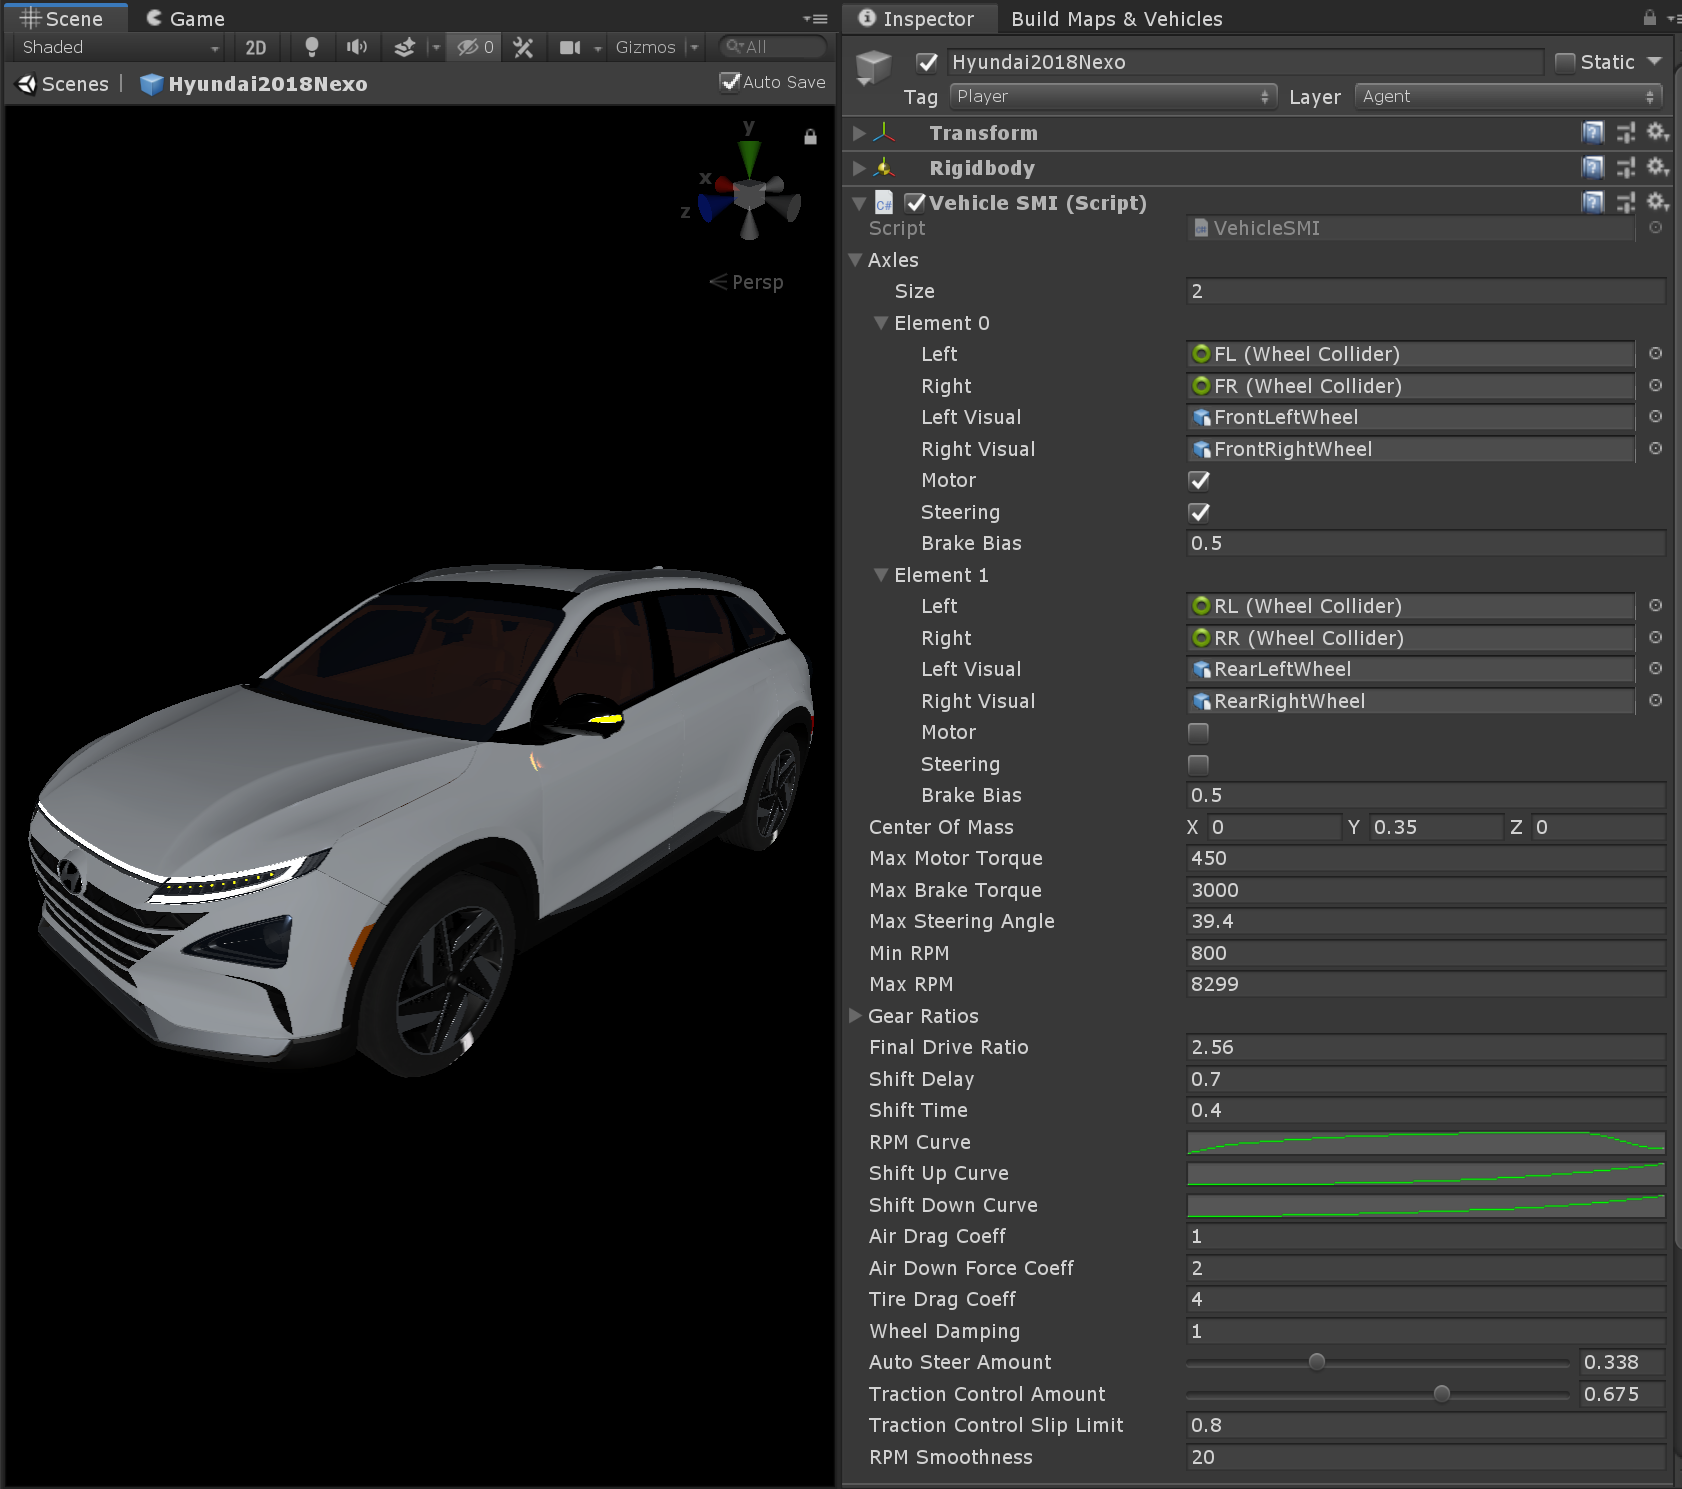 Scene Game
Shaded 2D 0 Gizmos All
Scenes Hyundai2018Nexo Auto Save
y
x
z
Persp
Inspector Build Maps & Vehicles
Hyundai2018Nexo Static
Tag Player Layer Agent
Transform
Rigidbody
C# Vehicle SMI (Script)
Script VehicleSMI
Axles
Size 2
Element 0
Left FL (Wheel Collider)
Right FR (Wheel Collider)
Left Visual FrontLeftWheel
Right Visual FrontRightWheel
Motor
Steering
Brake Bias 0.5
Element 1
Left RL (Wheel Collider)
Right RR (Wheel Collider)
Left Visual RearLeftWheel
Right Visual RearRightWheel
Motor
Steering
Brake Bias 0.5
Center Of Mass X 0 Y 0.35 Z 0
Max Motor Torque 450
Max Brake Torque 3000
Max Steering Angle 39.4
Min RPM 800
Max RPM 8299
Gear Ratios
Final Drive Ratio 2.56
Shift Delay 0.7
Shift Time 0.4
RPM Curve
Shift Up Curve
Shift Down Curve
Air Drag Coeff 1
Air Down Force Coeff 2
Tire Drag Coeff 4
Wheel Damping 1
Auto Steer Amount 0.338
Traction Control Amount 0.675
Traction Control Slip Limit 0.8
RPM Smoothness 20